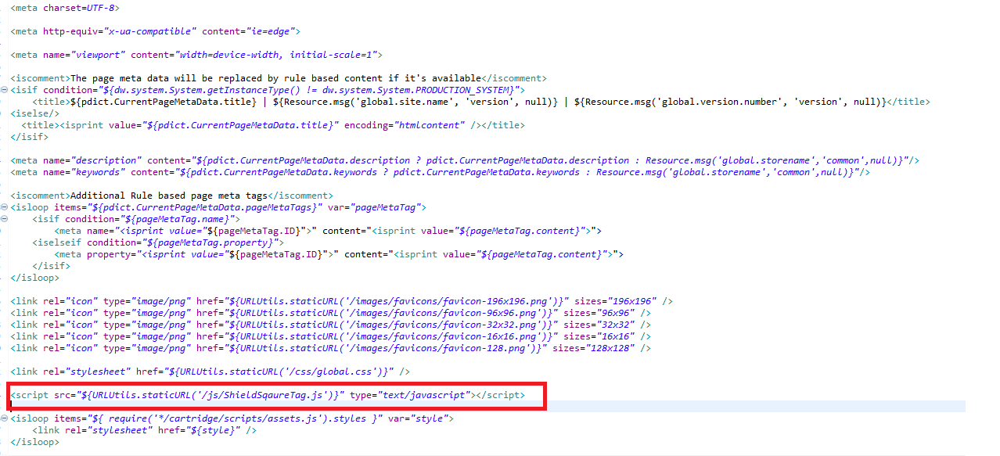 <meta charset=UTF-8>
<meta http-equiv="x-ua-compatible" content="ie=edge">
<meta name="viewport" content="width=device-width, initial-scale=1">
<iscomment>The page meta data will be replaced by rule based content if it's available</iscomment>
<isif condition="${dw.system.System.getInstanceType() != dw.system.System.PRODUCTION_SYSTEM}">
<title>${pdict.CurrentPageMetaData.title} | ${Resource.msg('global.site.name', 'version', null)} | ${Resource.msg('global.version.number', 'version', null)}</title>
<iselse/>
<title><isprint value="${pdict.CurrentPageMetaData.title}" encoding="htmlcontent" /></title>
</isif>
<meta name="description" content="${pdict.CurrentPageMetaData.description ? pdict.CurrentPageMetaData.description : Resource.msg('global.storename','common',null)}"/>
<meta name="keywords" content="${pdict.CurrentPageMetaData.keywords ? pdict.CurrentPageMetaData.keywords : Resource.msg('global.storename','common',null)}"/>
<iscomment>Additional Rule based page meta tags</iscomment>
<isloop items="${pdict.CurrentPageMetaData.pageMetaTags}" var="pageMetaTag">
<isif condition="${pageMetaTag.name}">
<meta name="<isprint value="${pageMetaTag.ID}">" content="<isprint value="${pageMetaTag.content}">">
<iselseif condition="${pageMetaTag.property}">
<meta property="<isprint value="${pageMetaTag.ID}">" content="<isprint value="${pageMetaTag.content}">">
</isif>
</isloop>
<link rel="icon" type="image/png" href="${URLUtils.staticURL('/images/favicons/favicon-196x196.png')}" sizes="196x196" />
<link rel="icon" type="image/png" href="${URLUtils.staticURL('/images/favicons/favicon-96x96.png')}" sizes="96x96" />
<link rel="icon" type="image/png" href="${URLUtils.staticURL('/images/favicons/favicon-32x32.png')}" sizes="32x32" />
<link rel="icon" type="image/png" href="${URLUtils.staticURL('/images/favicons/favicon-16x16.png')}" sizes="16x16" />
<link rel="icon" type="image/png" href="${URLUtils.staticURL('/images/favicons/favicon-128.png')}" sizes="128x128" />
<link rel="stylesheet" href="${URLUtils.staticURL('/css/global.css')}" />
<script src="${URLUtils.staticURL('/js/ShieldSqaureTag.js')}" type="text/javascript"></script>
<isloop items="${ require('*/cartridge/scripts/assets.js').styles }" var="style">
<link rel="stylesheet" href="${style}" />
</isloop>